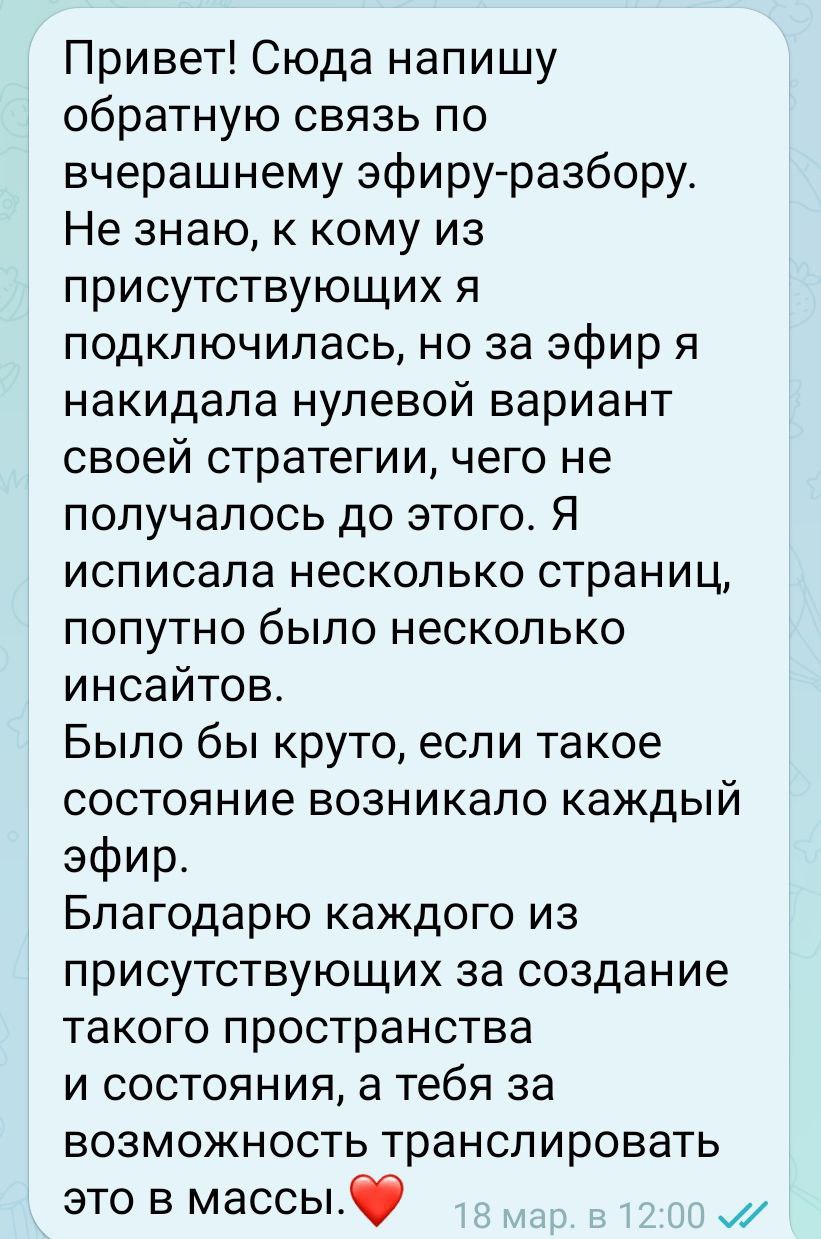 Привет! Сюда напишу
обратную связь по
вчерашнему эфиру-разбору.
Не знаю, к кому из
присутствующих я
подключилась, но за эфир я
накидала нулевой вариант
своей стратегии, чего не
получалось до этого. Я
исписала несколько страниц,
попутно было несколько
инсайтов.
Было бы круто, если такое
состояние возникало каждый
эфир.
Благодарю каждого из
присутствующих за создание
такого пространства
и состояния, а тебя за
возможность транслировать
это в массы.❤️
18 мар. в 12:00